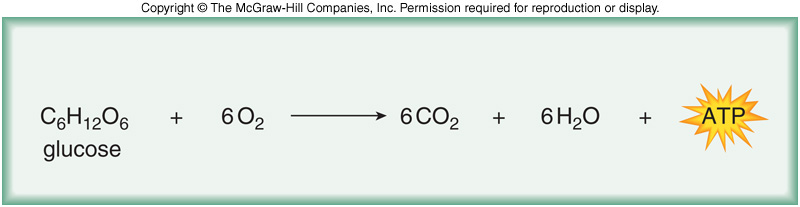 Copyright © The McGraw-Hill Companies, Inc. Permission required for reproduction or display.
C₆H₁₂O₆ + 6O₂ ⟶ 6CO₂ + 6H₂O + ATP
glucose